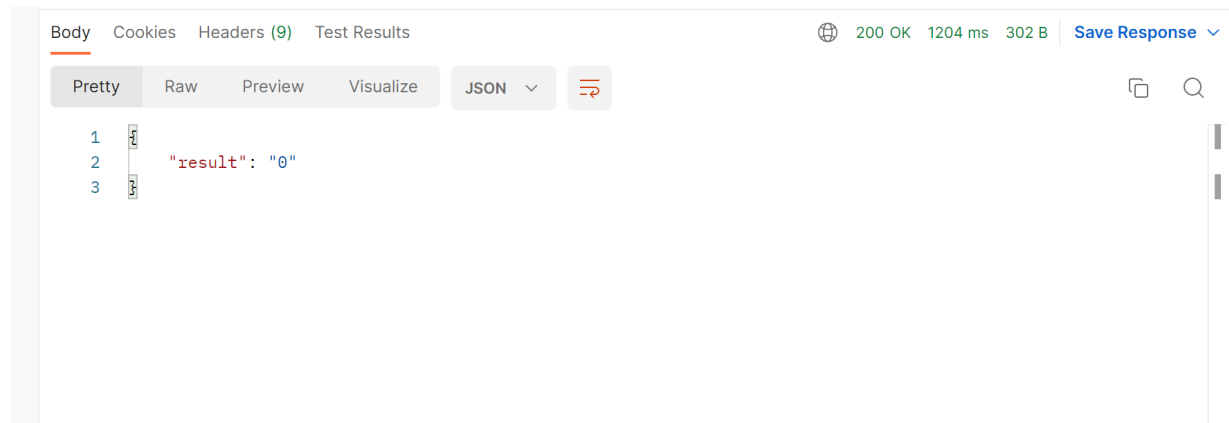 Body Cookies Headers (9) Test Results 200 OK 1204 ms 302 B Save Response
Pretty Raw Preview Visualize JSON
1 {
2 "result": "0"
3 }